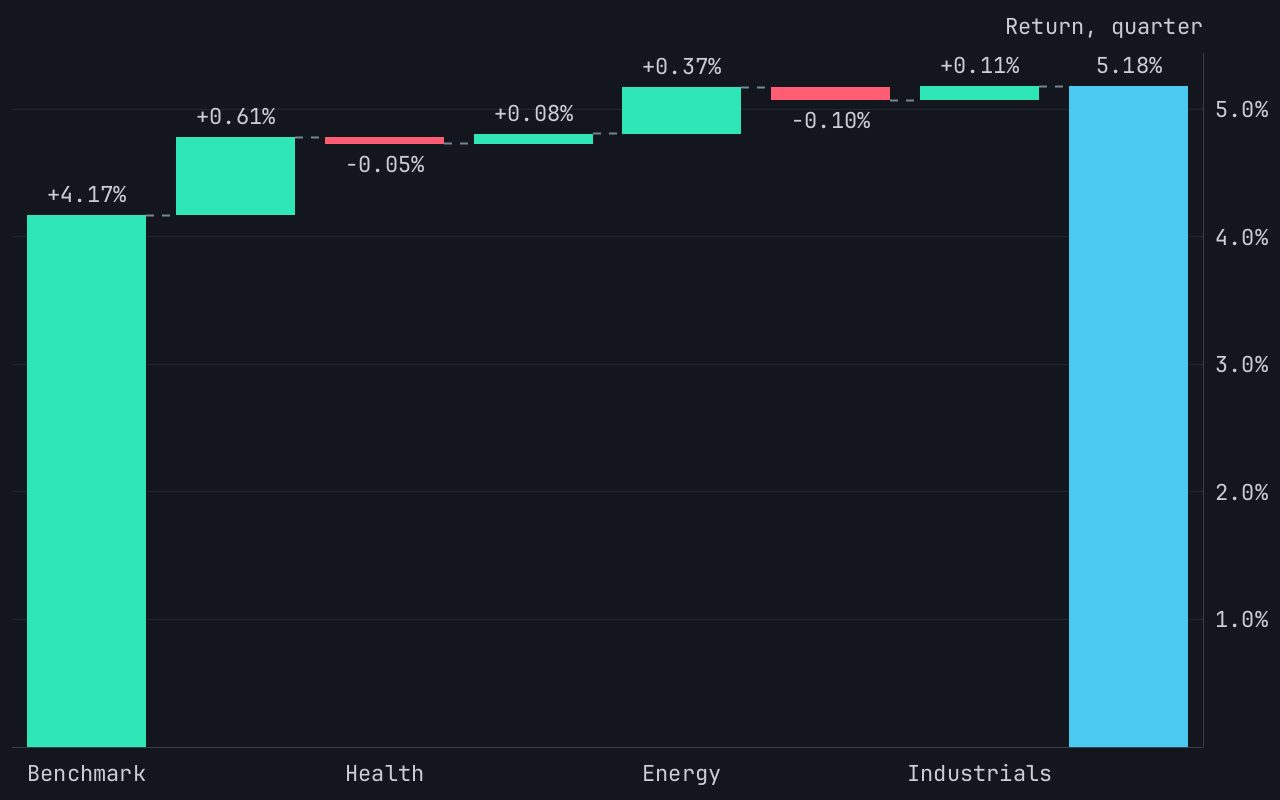 Return, quarter
+4.17%
+0.61%
-0.05%
+0.08%
+0.37%
-0.10%
+0.11%
5.18%
5.0%
4.0%
3.0%
2.0%
1.0%
Benchmark
Health
Energy
Industrials